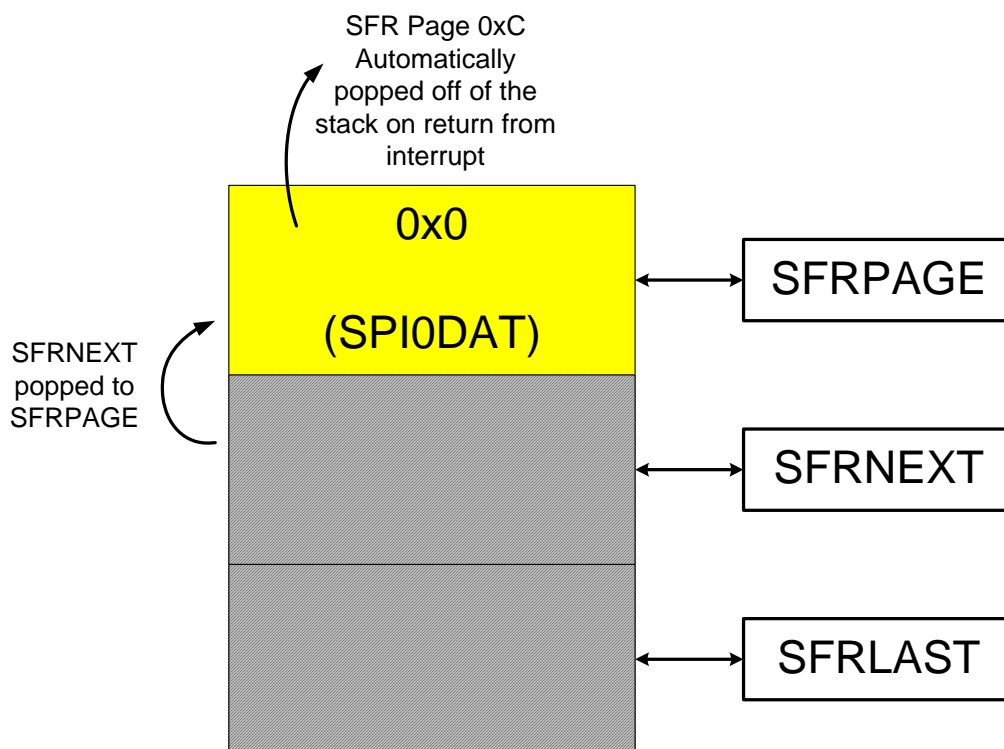 SFR Page 0xC
Automatically
popped off of the
stack on return from
interrupt
0x0
(SPI0DAT)
SFRPAGE
SFRNEXT
popped to
SFRPAGE
SFRNEXT
SFRLAST